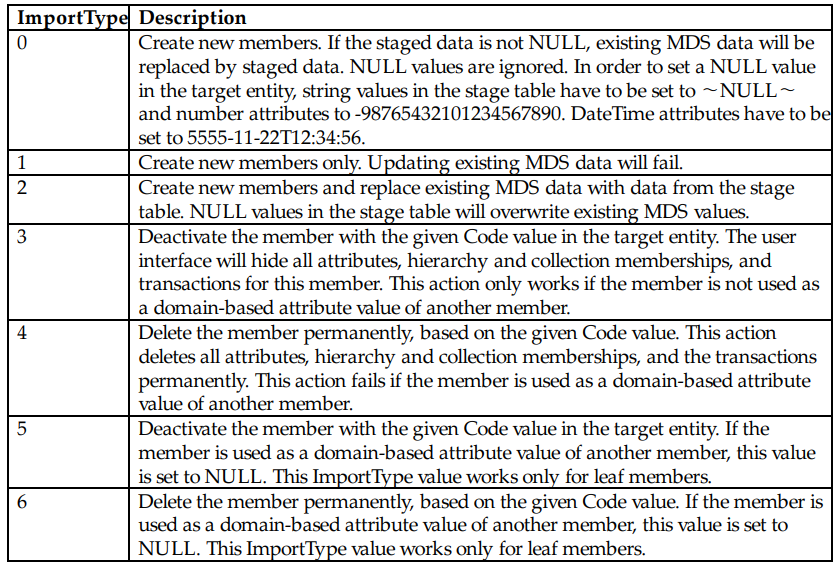 ImportType Description
0 Create new members. If the staged data is not NULL, existing MDS data will be
replaced by staged data. NULL values are ignored. In order to set a NULL value
in the target entity, string values in the stage table have to be set to ∼NULL∼
and number attributes to -98765432101234567890. DateTime attributes have to be
set to 5555-11-22T12:34:56.
1 Create new members only. Updating existing MDS data will fail.
2 Create new members and replace existing MDS data with data from the stage
table. NULL values in the stage table will overwrite existing MDS values.
3 Deactivate the member with the given Code value in the target entity. The user
interface will hide all attributes, hierarchy and collection memberships, and
transactions for this member. This action only works if the member is not used as
a domain-based attribute value of another member.
4 Delete the member permanently, based on the given Code value. This action
deletes all attributes, hierarchy and collection memberships, and the transactions
permanently. This action fails if the member is used as a domain-based attribute
value of another member.
5 Deactivate the member with the given Code value in the target entity. If the
member is used as a domain-based attribute value of another member, this value
is set to NULL. This ImportType value works only for leaf members.
6 Delete the member permanently, based on the given Code value. If the member is
used as a domain-based attribute value of another member, this value is set to
NULL. This ImportType value works only for leaf members.